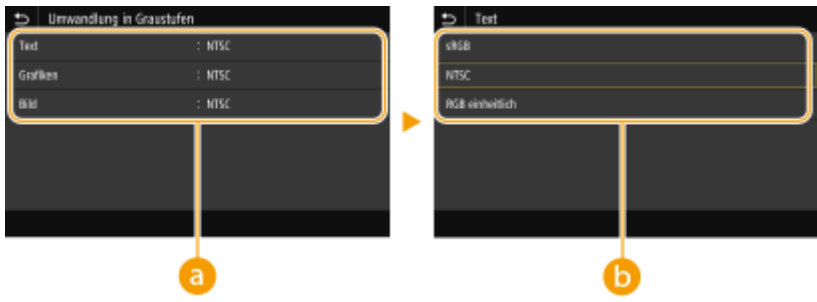 Umwandlung in Graustufen
Text : NTSC
Grafiken : NTSC
Bild : NTSC
a
Text
sRGB
NTSC
RGB einheitlich
b